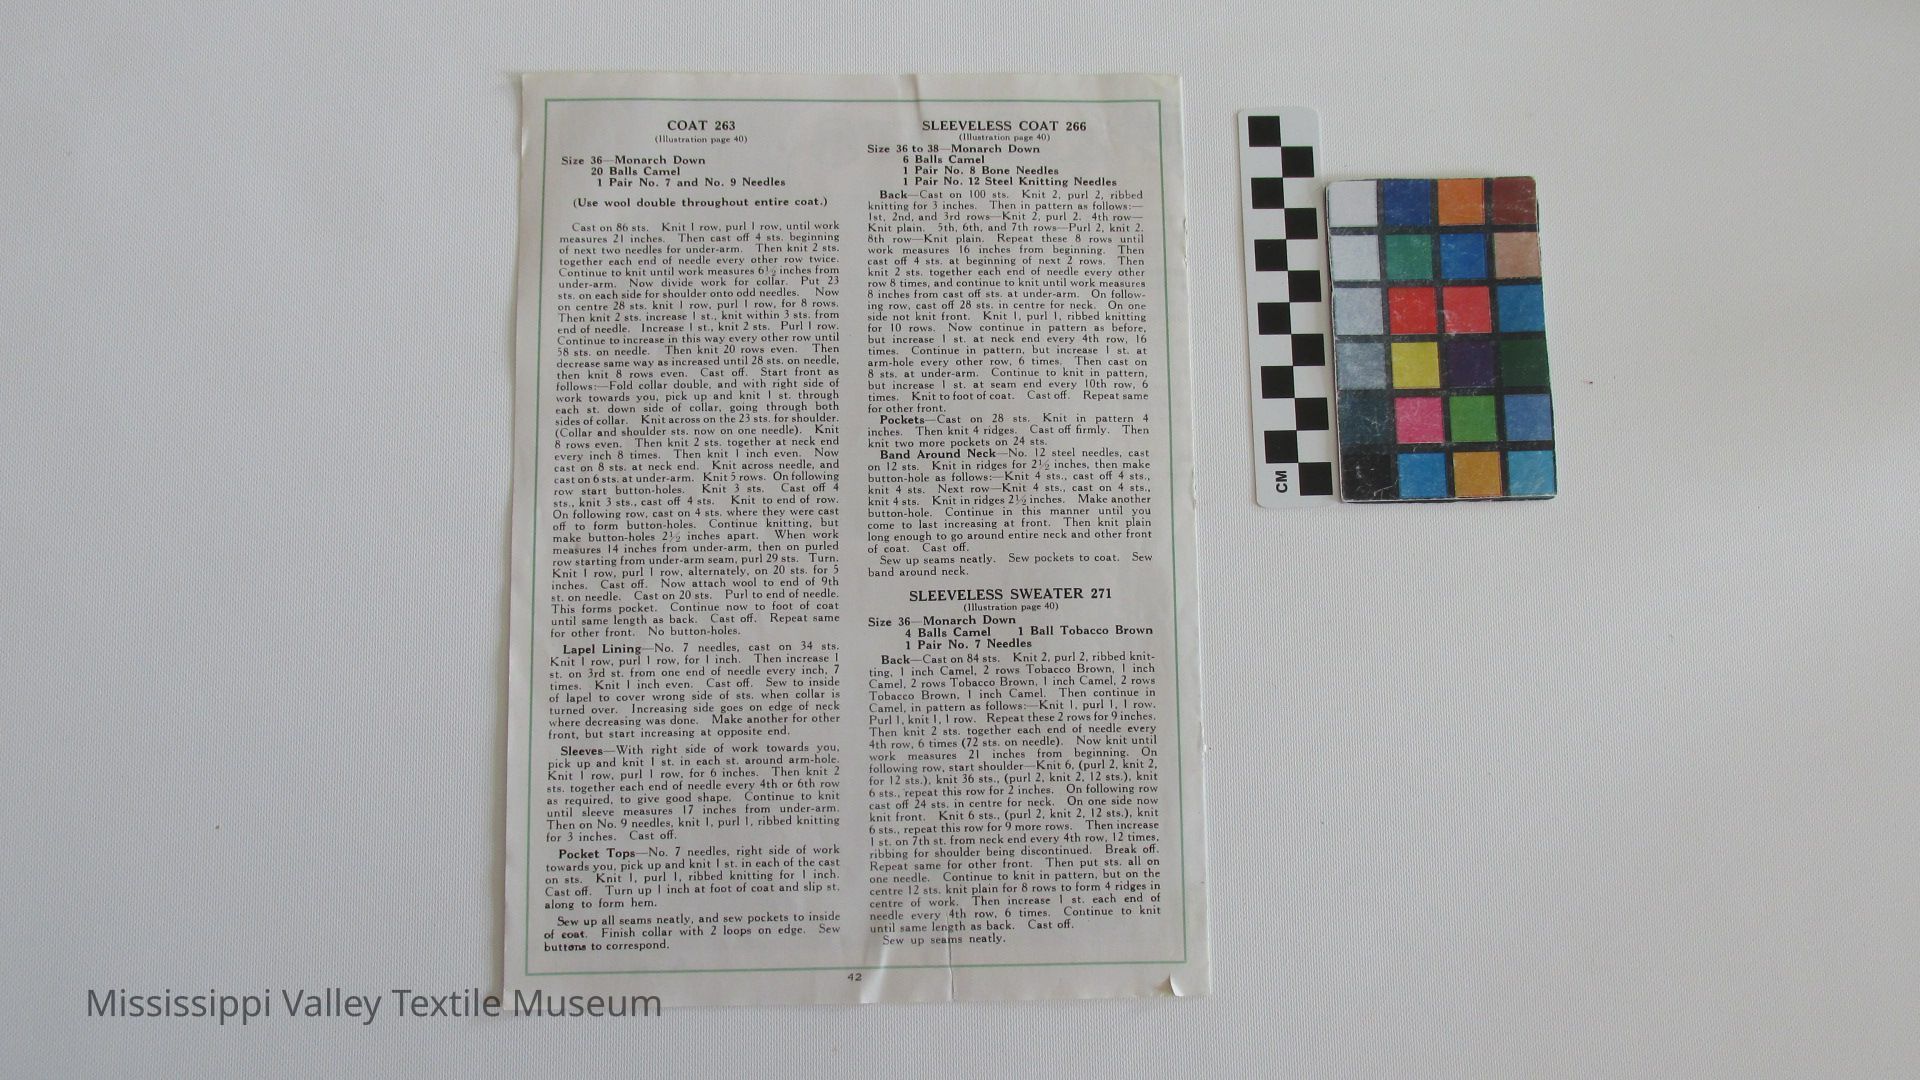 COAT 263
(Illustration page 40)
Size 36—Monarch Down
20 Balls Camel
1 Pair No. 7 and No. 9 Needles
(Use wool double throughout entire coat.)
Cast on 86 sts. Knit 1 row, purl 1 row, until work
measures 21 inches. Then cast off 4 sts. beginning
of next two needles for under-arm. Then knit 2 sts.
together each end of needle every other row twice.
Continue to knit until work measures 6½ inches from
under-arm. Now divide work for collar. Put 23
sts. on each side for shoulder onto odd needles. Now
on centre 28 sts. knit 1 row, purl 1 row, for 8 rows.
Then knit 2 sts. increase 1 st., knit within 3 sts. from
end of needle. Increase 1 st., knit 2 sts. Purl 1 row.
Continue to increase in this way every other row until
58 sts. on needle. Then knit 20 rows even. Then
decrease same way as increased until 28 sts. on needle,
then knit 8 rows even. Cast off. Start front as
follows:—Fold collar double, and with right side of
work towards you, pick up and knit 1 st. through
each st. down side of collar, going through both
sides of collar. Knit across on the 23 sts. for shoulder.
(Collar and shoulder sts. now on one needle). Knit
8 rows even. Then knit 2 sts. together at neck end
every inch 8 times. Then knit 1 inch even. Now
cast on 8 sts. at neck end. Knit across needle, and
cast on 6 sts. at under-arm. Knit 5 rows. On following
row start button-holes. Knit 3 sts. Cast off 4
sts., knit 3 sts., cast off 4 sts. Knit to end of row.
On following row, cast on 4 sts. where they were cast
off to form button-holes. Continue knitting, but
make button-holes 2½ inches apart. When work
measures 14 inches from under-arm, then on purled
row starting from under-arm seam, purl 29 sts. Turn.
Knit 1 row, purl 1 row, alternately, on 20 sts. for 5
inches. Cast off. Now attach wool to end of 9th
st. on needle. Cast on 20 sts. Purl to end of needle.
This forms pocket. Continue now to foot of coat
until same length as back. Cast off. Repeat same
for other front. No button-holes.
Lapel Lining—No. 7 needles, cast on 34 sts.
Knit 1 row, purl 1 row, for 1 inch. Then increase 1
st. on 3rd st. from one end of needle every inch, 7
times. Knit 1 inch even. Cast off. Sew to inside
of lapel to cover wrong side of sts. when collar is
turned over. Increasing side goes on edge of neck
where decreasing was done. Make another for other
front, but start increasing at opposite end.
Sleeves—With right side of work towards you,
pick up and knit 1 st. in each st. around arm-hole.
Knit 1 row, purl 1 row, for 6 inches. Then knit 2
sts. together each end of needle every 4th or 6th row
as required, to give good shape. Continue to knit
until sleeve measures 17 inches from under-arm.
Then on No. 9 needles, knit 1, purl 1, ribbed knitting
for 3 inches. Cast off.
Pocket Tops—No. 7 needles, right side of work
towards you, pick up and knit 1 st. in each of the cast
on sts. Knit 1, purl 1, ribbed knitting for 1 inch.
Cast off. Turn up 1 inch at foot of coat and slip st.
along to form hem.
Sew up all seams neatly, and sew pockets to inside
of coat. Finish collar with 2 loops on edge. Sew
buttons to correspond.
SLEEVELESS COAT 266
(Illustration page 40)
Size 36 to 38—Monarch Down
6 Balls Camel
1 Pair No. 8 Bone Needles
1 Pair No. 12 Steel Knitting Needles
Back—Cast on 100 sts. Knit 2, purl 2, ribbed
knitting for 3 inches. Then in pattern as follows:—
1st, 2nd, and 3rd rows—Knit 2, purl 2. 4th row—
Knit plain. 5th, 6th, and 7th rows—Purl 2, knit 2.
8th row—Knit plain. Repeat these 8 rows until
work measures 16 inches from beginning. Then
cast off 4 sts. at beginning of next 2 rows. Then
knit 2 sts. together each end of needle every other
row 8 times, and continue to knit until work measures
8 inches from cast off sts. at under-arm. On follow-
ing row, cast off 28 sts. in centre for neck. On one
side not knit front. Knit 1, purl 1, ribbed knitting
for 10 rows. Now continue in pattern as before,
but increase 1 st. at neck end every 4th row, 16
times. Continue in pattern, but increase 1 st. at
arm-hole every other row, 6 times. Then cast on
8 sts. at under-arm. Continue to knit in pattern,
but increase 1 st. at seam end every 10th row, 6
times. Knit to foot of coat. Cast off. Repeat same
for other front.
Pockets—Cast on 28 sts. Knit in pattern 4
inches. Then knit 4 ridges. Cast off firmly. Then
knit two more pockets on 24 sts.
Band Around Neck—No. 12 steel needles, cast
on 12 sts. Knit in ridges for 2½ inches, then make
button-hole as follows:—Knit 4 sts., cast off 4 sts.,
knit 4 sts. Next row—Knit 4 sts., cast on 4 sts.,
knit 4 sts. Knit in ridges 2½ inches. Make another
button-hole. Continue in this manner until you
come to last increasing at front. Then knit plain
long enough to go around entire neck and other front
of coat. Cast off.
Sew up seams neatly. Sew pockets to coat. Sew
band around neck.
SLEEVELESS SWEATER 271
(Illustration page 40)
Size 36—Monarch Down
4 Balls Camel 1 Ball Tobacco Brown
1 Pair No. 7 Needles
Back—Cast on 84 sts. Knit 2, purl 2, ribbed knit-
ting, 1 inch Camel, 2 rows Tobacco Brown, 1 inch
Camel, 2 rows Tobacco Brown, 1 inch Camel, 2 rows
Tobacco Brown, 1 inch Camel. Then continue in
Camel, in pattern as follows:—Knit 1, purl 1, 1 row.
Purl 1, knit 1, 1 row. Repeat these 2 rows for 9 inches.
Then knit 2 sts. together each end of needle every
4th row, 6 times (72 sts. on needle). Now knit until
work measures 21 inches from beginning. On
following row, start shoulder—Knit 6, (purl 2, knit 2,
for 12 sts.), knit 36 sts., (purl 2, knit 2, 12 sts.), knit
6 sts., repeat this row for 2 inches. On following row
cast off 24 sts. in centre for neck. On one side now
knit front. Knit 6 sts., (purl 2, knit 2, 12 sts.), knit
6 sts., repeat this row for 9 more rows. Then increase
1 st. on 7th st. from neck end every 4th row, 12 times,
ribbing for shoulder being discontinued. Break off.
Repeat same for other front. Then put sts. all on
one needle. Continue to knit in pattern, but on the
centre 12 sts. knit plain for 8 rows to form 4 ridges in
centre of work. Then increase 1 st. each end of
needle every 4th row, 6 times. Continue to knit
until same length as back. Cast off.
Sew up seams neatly.
42
CM
Mississippi Valley Textile Museum